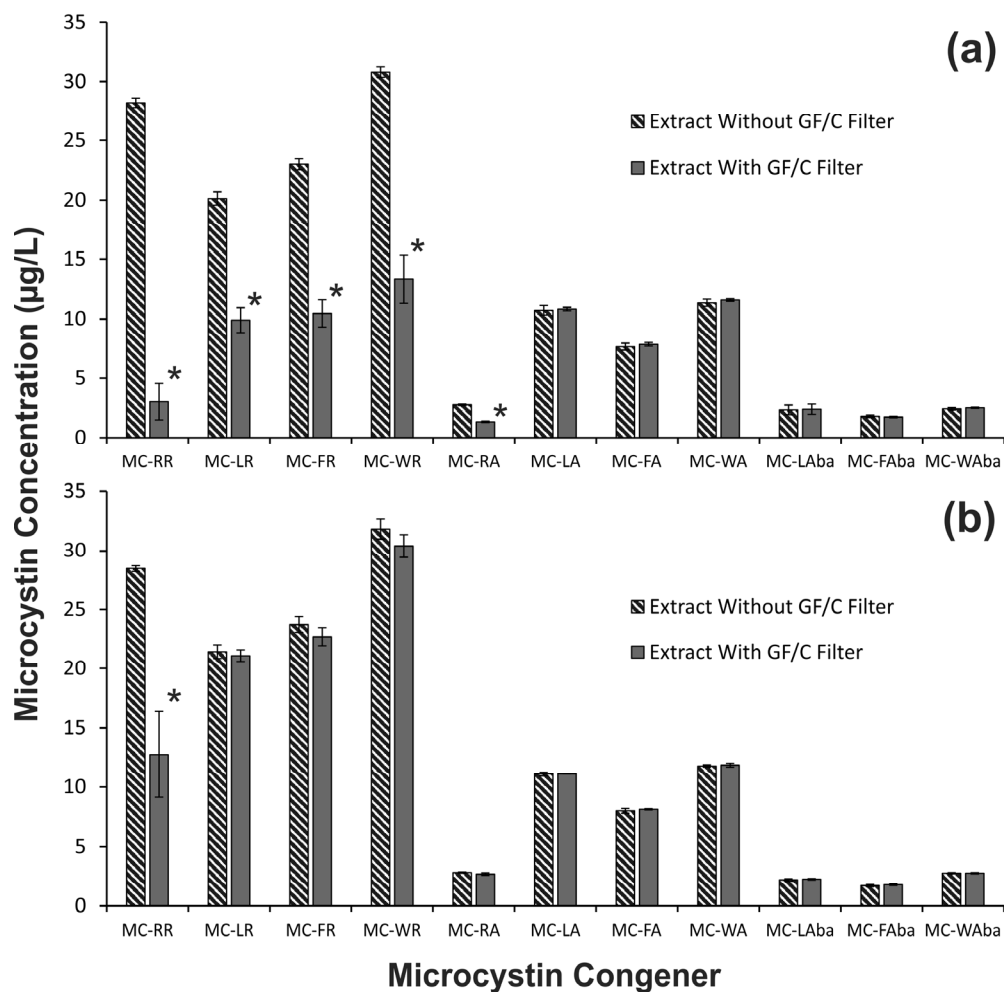 Microcystin Concentration (µg/L)
(a)
35
30
25
20
15
10
5
0
Extract Without GF/C Filter
Extract With GF/C Filter
*
*
*
*
*
MC-RR MC-LR MC-FR MC-WR MC-RA MC-LA MC-FA MC-WA MC-LAba MC-FAba MC-WAba
(b)
35
30
25
20
15
10
5
0
Extract Without GF/C Filter
Extract With GF/C Filter
*
MC-RR MC-LR MC-FR MC-WR MC-RA MC-LA MC-FA MC-WA MC-LAba MC-FAba MC-WAba
Microcystin Congener